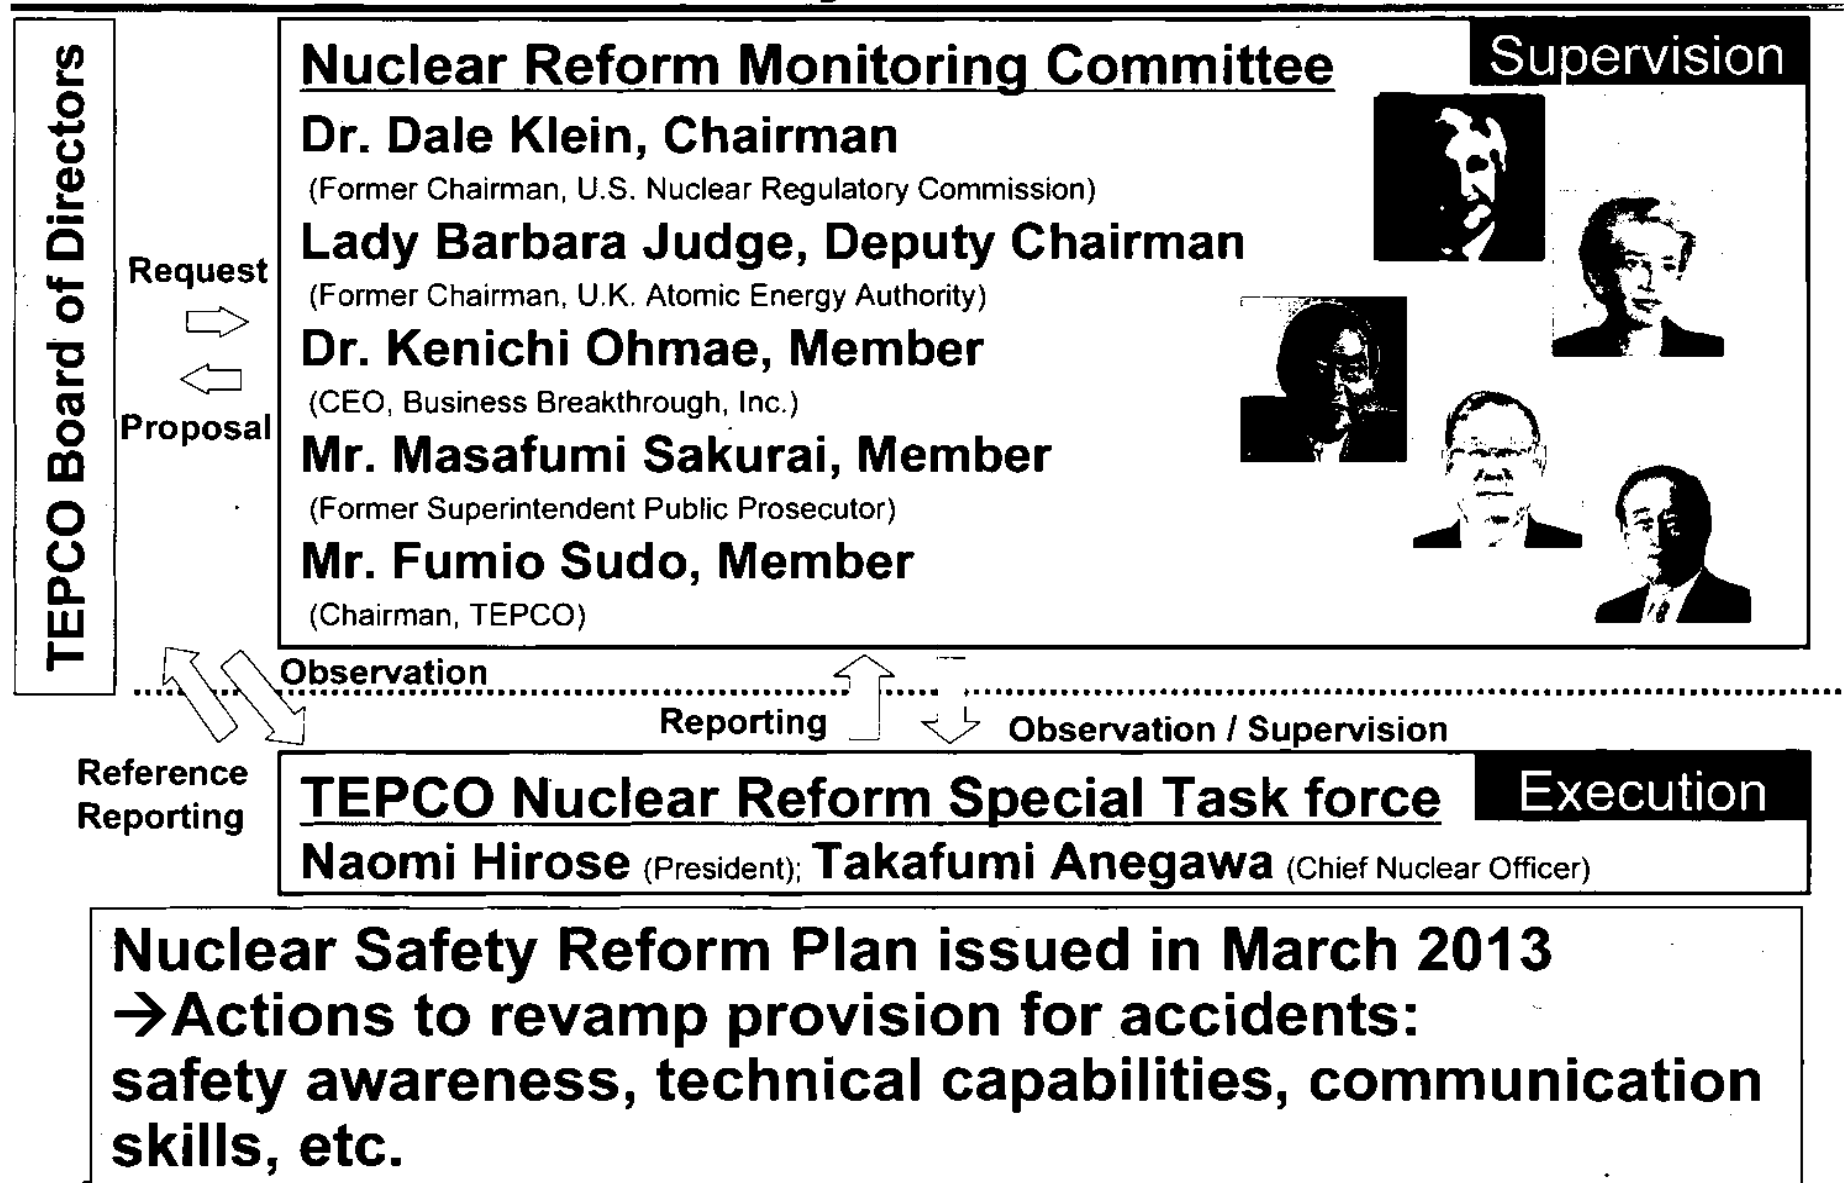 TEPCO Board of Directors
Request
Proposal
Nuclear Reform Monitoring Committee
Supervision
Dr. Dale Klein, Chairman
(Former Chairman, U.S. Nuclear Regulatory Commission)
Lady Barbara Judge, Deputy Chairman
(Former Chairman, U.K. Atomic Energy Authority)
Dr. Kenichi Ohmae, Member
(CEO, Business Breakthrough, Inc.)
Mr. Masafumi Sakurai, Member
(Former Superintendent Public Prosecutor)
Mr. Fumio Sudo, Member
(Chairman, TEPCO)
Observation
Reporting
Observation / Supervision
Reference
Reporting
TEPCO Nuclear Reform Special Task force
Execution
Naomi Hirose (President); Takafumi Anegawa (Chief Nuclear Officer)
Nuclear Safety Reform Plan issued in March 2013
→Actions to revamp provision for accidents:
safety awareness, technical capabilities, communication
skills, etc.